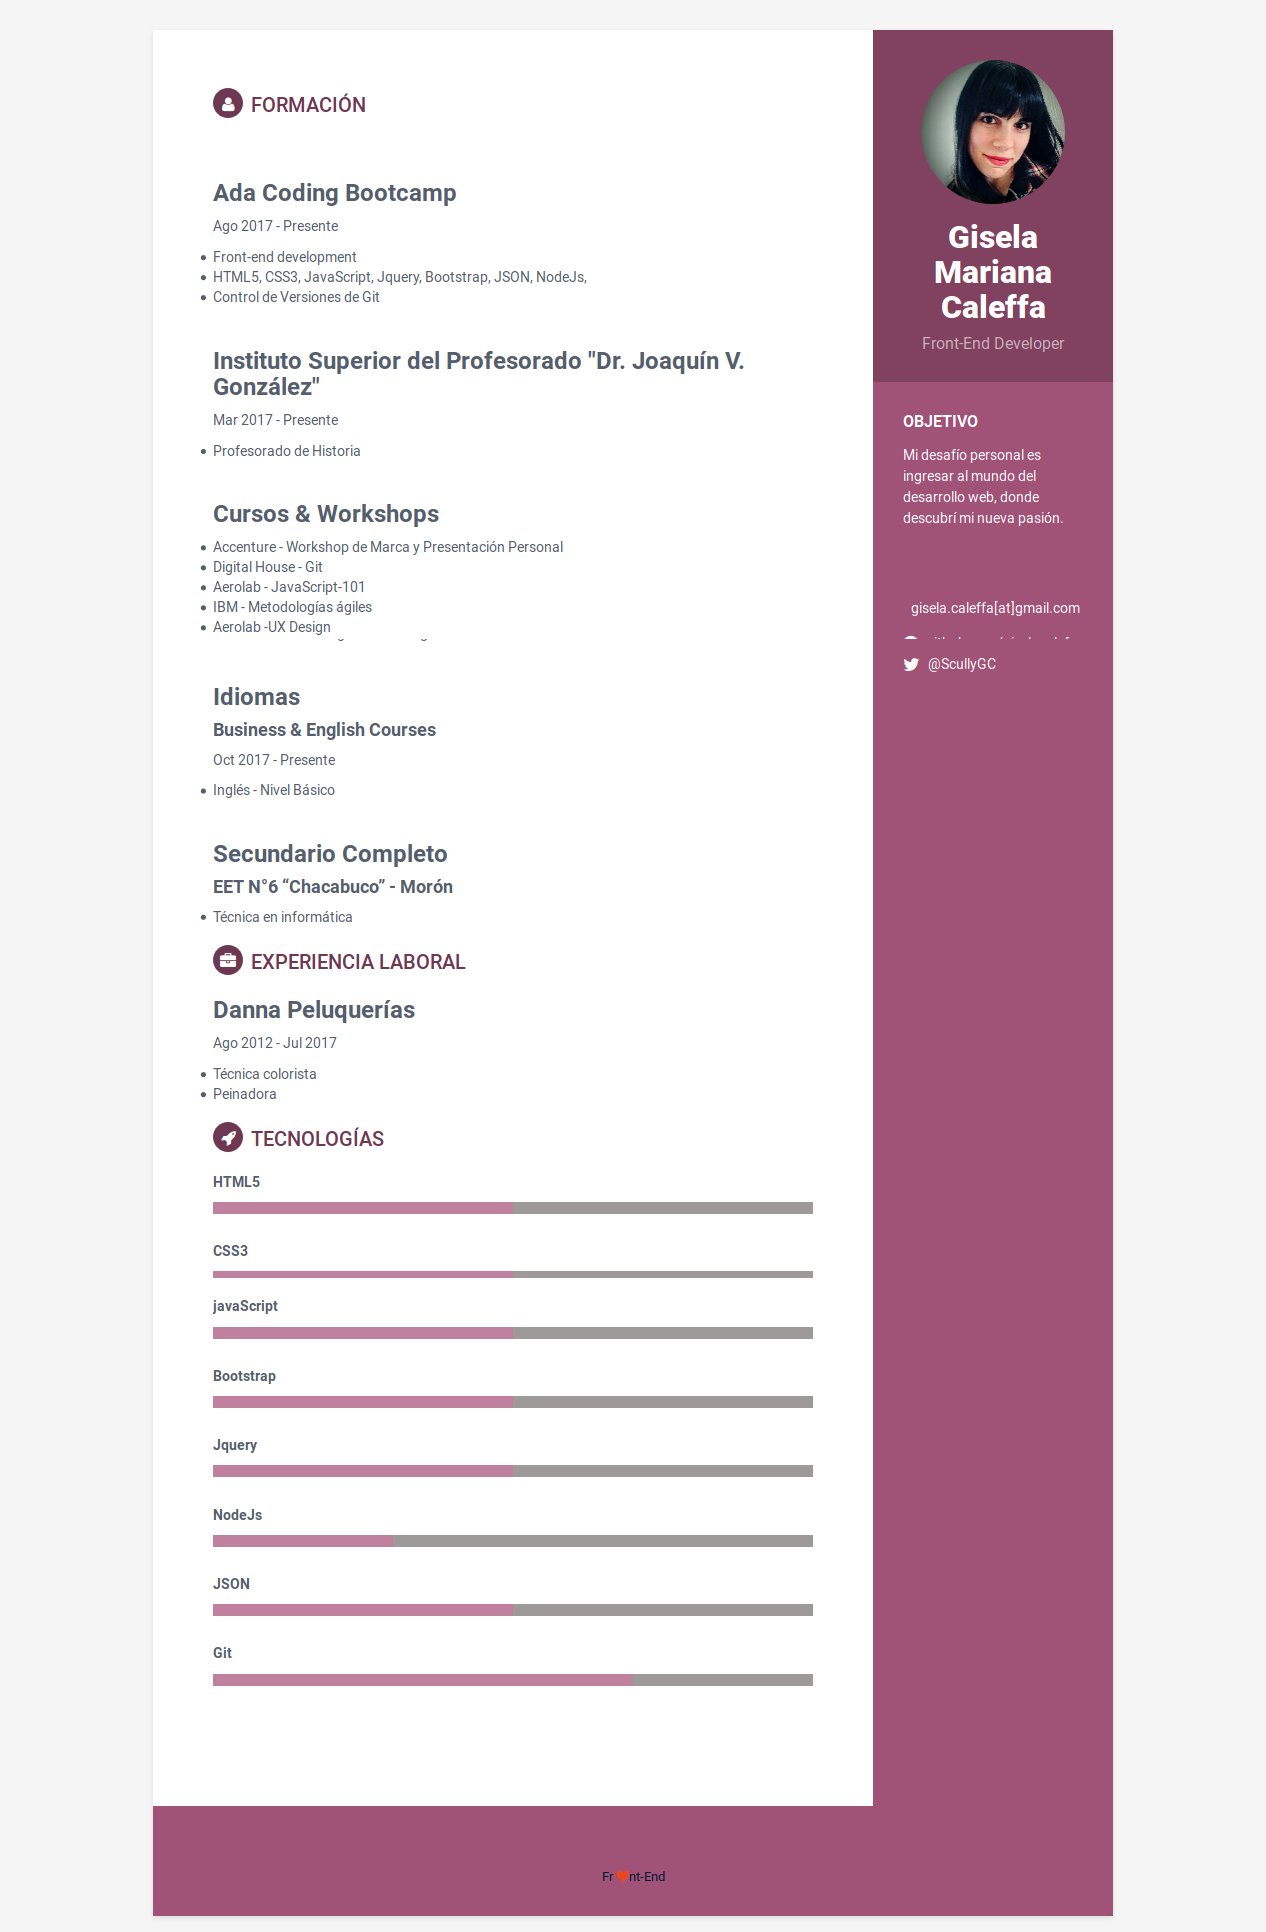 FORMACIÓN
Ada Coding Bootcamp
Ago 2017 - Presente
Front-end development
HTML5, CSS3, JavaScript, Jquery, Bootstrap, JSON, NodeJs,
Control de Versiones de Git
Instituto Superior del Profesorado "Dr. Joaquín V.
González"
Mar 2017 - Presente
Profesorado de Historia
Cursos & Workshops
Accenture - Workshop de Marca y Presentación Personal
Digital House - Git
Aerolab - JavaScript-101
IBM - Metodologías ágiles
Aerolab -UX Design
Idiomas
Business & English Courses
Oct 2017 - Presente
Inglés - Nivel Básico
Secundario Completo
EET N°6 “Chacabuco” - Morón
Técnica en informática
EXPERIENCIA LABORAL
Danna Peluquerías
Ago 2012 - Jul 2017
Técnica colorista
Peinadora
TECNOLOGÍAS
HTML5
CSS3
javaScript
Bootstrap
Jquery
NodeJs
JSON
Git
Gisela
Mariana
Caleffa
Front-End Developer
OBJETIVO
Mi desafío personal es
ingresar al mundo del
desarrollo web, donde
descubrí mi nueva pasión.
gisela.caleffa[at]gmail.com
@ScullyGC
Fr nt-End